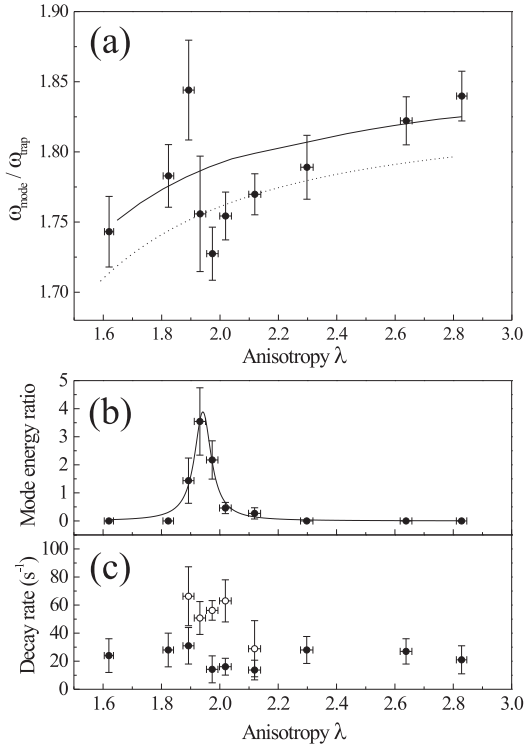 (a)
1.90
1.85
1.80
1.75
1.70
ω_mode / ω_trap
1.6 1.8 2.0 2.2 2.4 2.6 2.8 3.0
Anisotropy λ
(b)
5
4
3
2
1
0
Mode energy ratio
(c)
100
80
60
40
20
0
Decay rate (s⁻¹)
1.6 1.8 2.0 2.2 2.4 2.6 2.8 3.0
Anisotropy λ